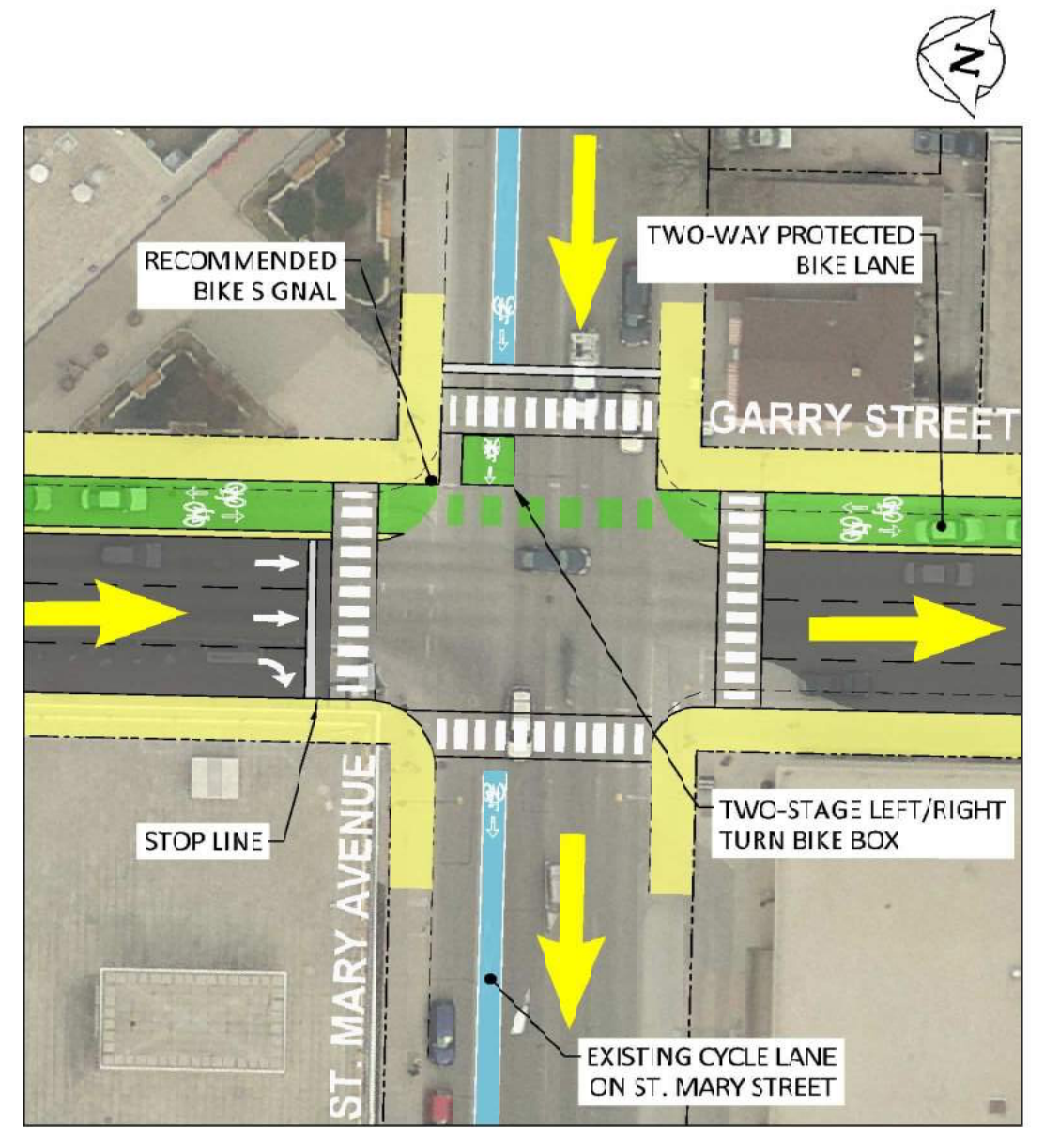 N
RECOMMENDED
BIKE SIGNAL
TWO-WAY PROTECTED
BIKE LANE
GARRY STREET
STOP LINE
ST. MARY AVENUE
TWO-STAGE LEFT/RIGHT
TURN BIKE BOX
EXISTING CYCLE LANE
ON ST. MARY STREET